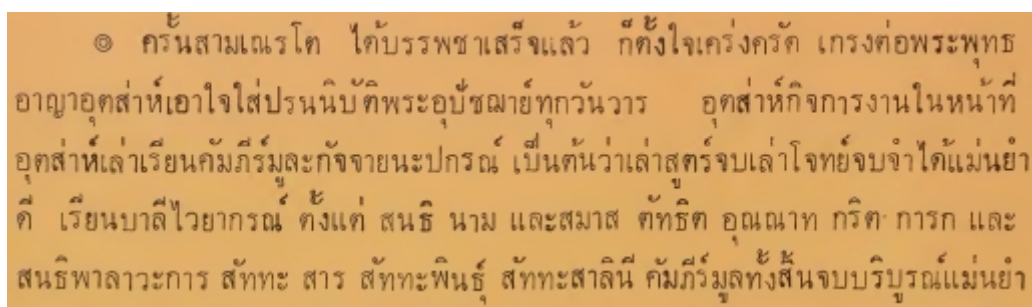 ๏ ครั้นสามเณรโต ได้บรรพชาเสร็จแล้ว ก็ตั้งใจเคร่งครัด เกรงต่อพระพุทธ
อาญาอุตส่าห์เอาใจใส่ปรนนิบัติพระอุปัชฌาย์ทุกวันวาร อุตส่าห์กิจการงานในหน้าที่
อุตส่าห์เล่าเรียนคัมภีร์มูละกัจจายนะปกรณ์ เป็นต้นว่าเล่าสูตร์จบเล่าโจทย์จบจำได้แม่นยำ
ดี เรียนบาลีไวยากรณ์ ตั้งแต่ สนธิ นาม และสมาส ตัทธิต อุณณาท กริต การก และ
สนธิพาลาวะการ สัททะ สาร สัททะพินธุ์ สัททะสาลินี คัมภีร์มูลทั้งสิ้นจบบริบูรณ์แม่นยำ